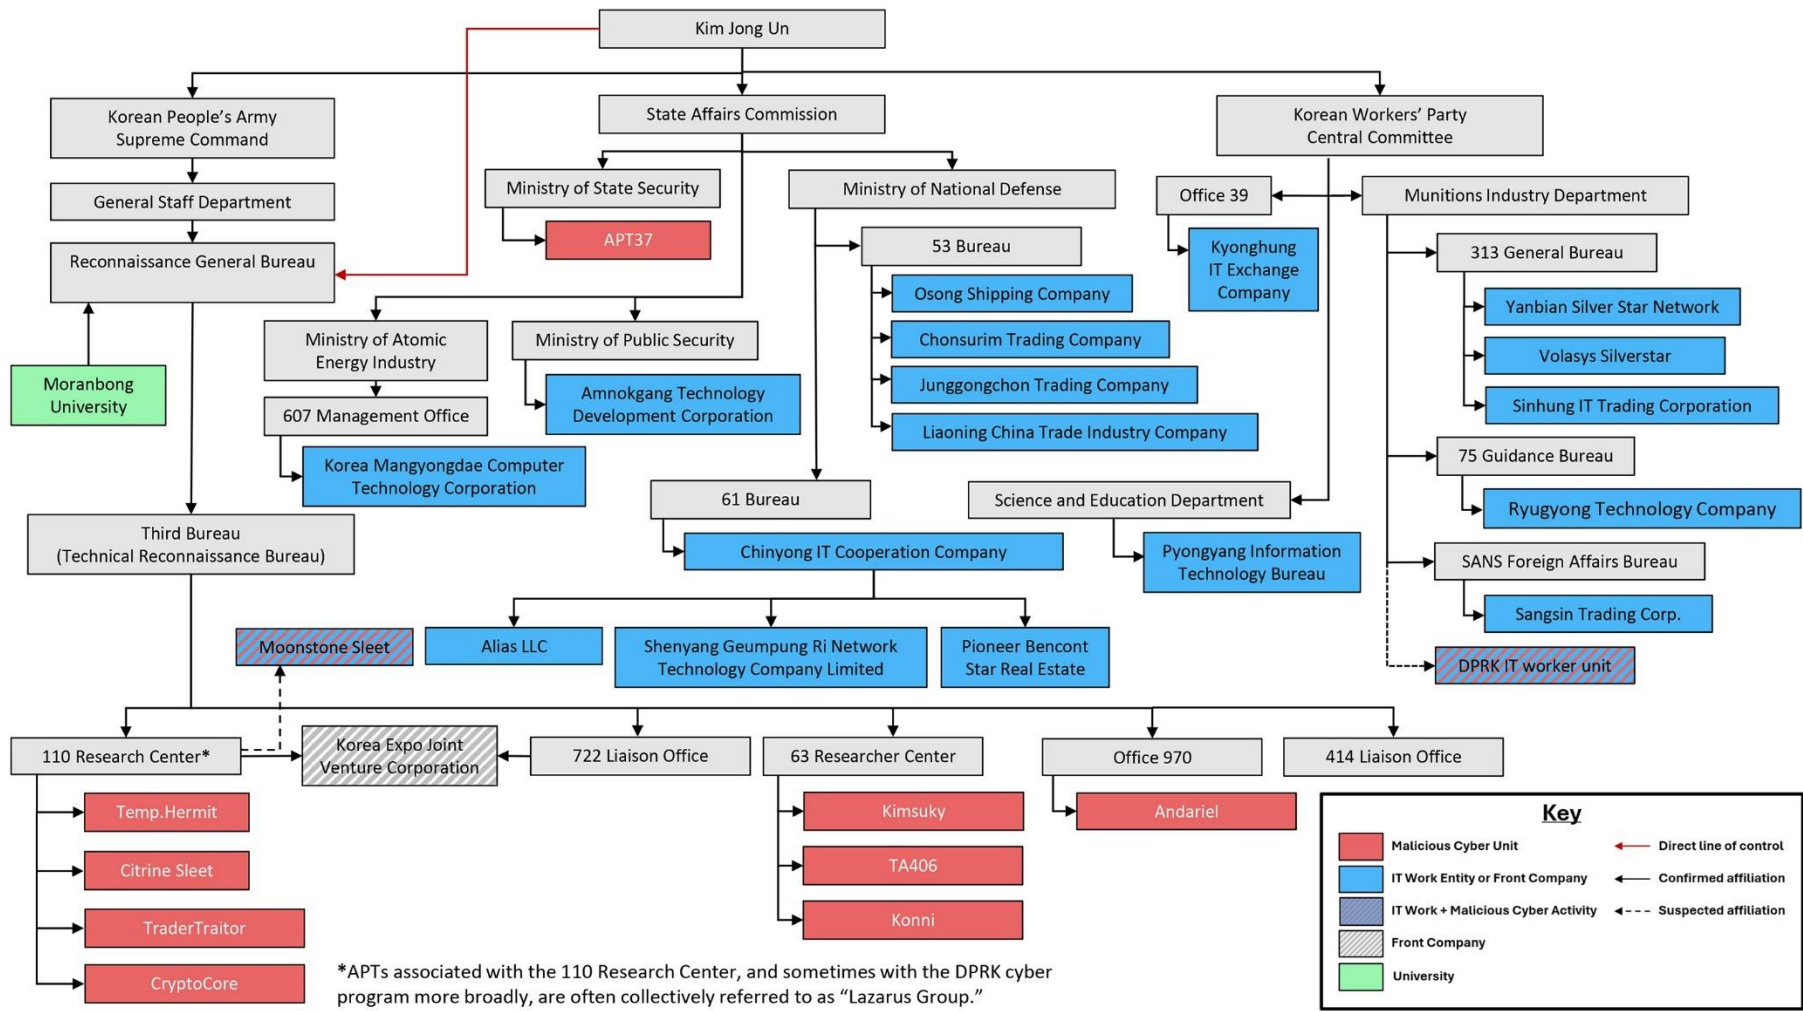 Kim Jong Un
Korean People's Army
Supreme Command
State Affairs Commission
Korean Workers' Party
Central Committee
General Staff Department
Ministry of State Security
Ministry of National Defense
Office 39
Munitions Industry Department
APT37
Reconnaissance General Bureau
53 Bureau
Kyonghung
IT Exchange
Company
313 General Bureau
Osong Shipping Company
Yanbian Silver Star Network
Ministry of Atomic
Energy Industry
Ministry of Public Security
Chonsurim Trading Company
Volasys Silverstar
Moranbong
University
Amnokgang Technology
Development Corporation
Junggongchon Trading Company
Sinhung IT Trading Corporation
607 Management Office
Liaoning China Trade Industry Company
75 Guidance Bureau
Korea Mangyongdae Computer
Technology Corporation
61 Bureau
Science and Education Department
Ryugyong Technology Company
Third Bureau
(Technical Reconnaissance Bureau)
Chinyong IT Cooperation Company
Pyongyang Information
Technology Bureau
SANS Foreign Affairs Bureau
Sangsin Trading Corp.
Moonstone Sleet
Alias LLC
Shenyang Geumpung Ri Network
Technology Company Limited
Pioneer Bencont
Star Real Estate
DPRK IT worker unit
110 Research Center*
Korea Expo Joint
Venture Corporation
722 Liaison Office
63 Researcher Center
Office 970
414 Liaison Office
Temp.Hermit
Citrine Sleet
TraderTraitor
CryptoCore
Kimsuky
TA406
Konni
Andariel
*APTs associated with the 110 Research Center, and sometimes with the DPRK cyber
program more broadly, are often collectively referred to as "Lazarus Group."
Key
Malicious Cyber Unit
Direct line of control
IT Work Entity or Front Company
Confirmed affiliation
IT Work + Malicious Cyber Activity
Suspected affiliation
Front Company
University